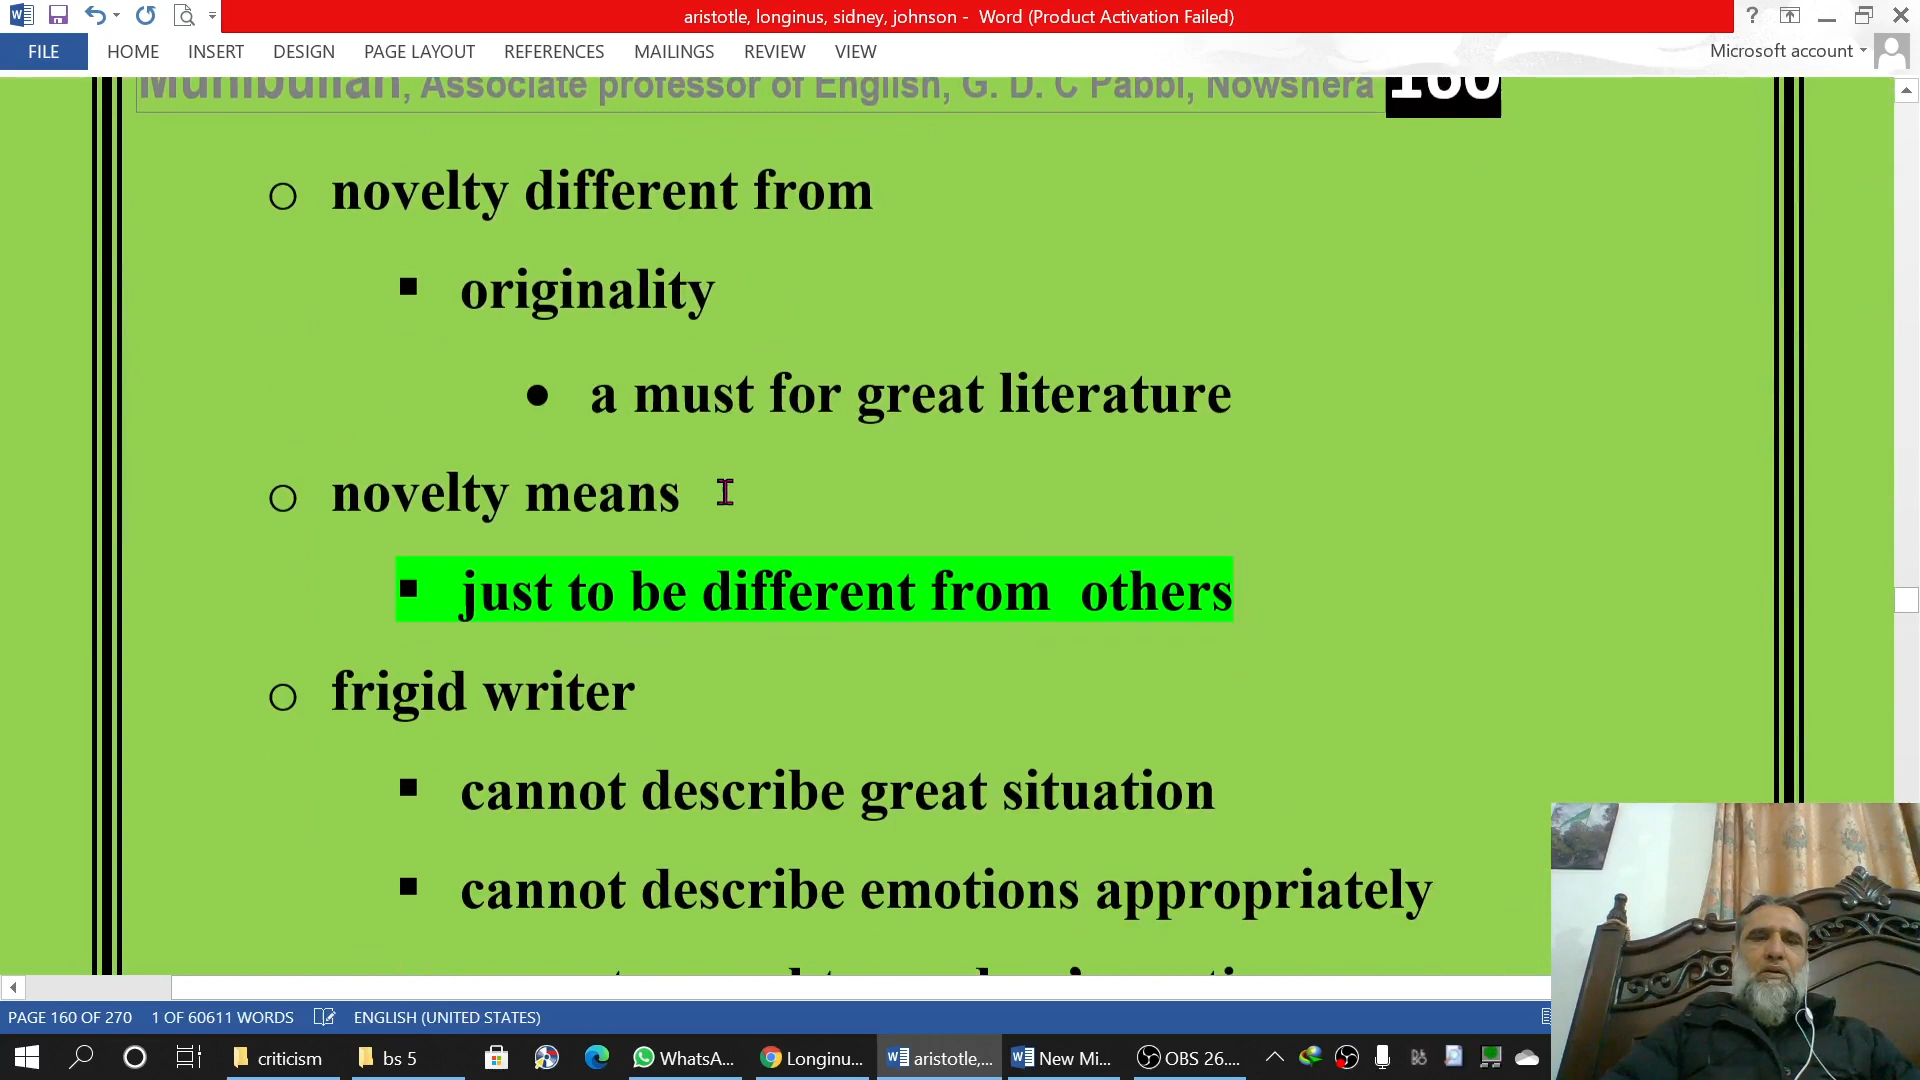 aristotle, longinus, sidney, johnson - Word (Product Activation Failed)
FILE HOME INSERT DESIGN PAGE LAYOUT REFERENCES MAILINGS REVIEW VIEW Microsoft account
Munibullah, Associate professor of English, G. D. C Pabbi, Nowshera 160
novelty different from
originality
a must for great literature
novelty means
just to be different from others
frigid writer
cannot describe great situation
cannot describe emotions appropriately
PAGE 160 OF 270 1 OF 60611 WORDS ENGLISH (UNITED STATES)
criticism bs 5 WhatsA... Longinu... aristotle,... New Mi... OBS 26....